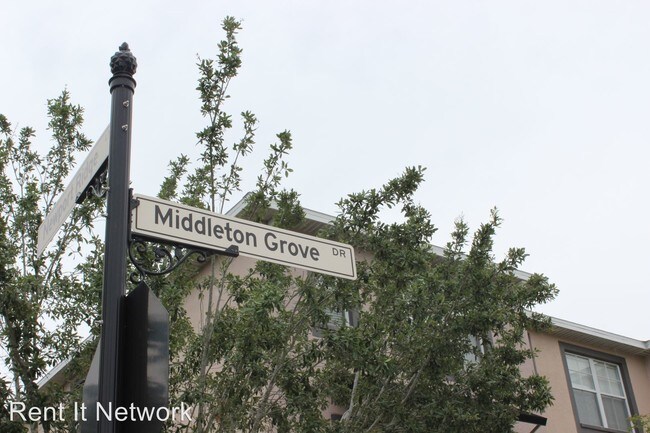 Middleton Grove DR
Rent It Network